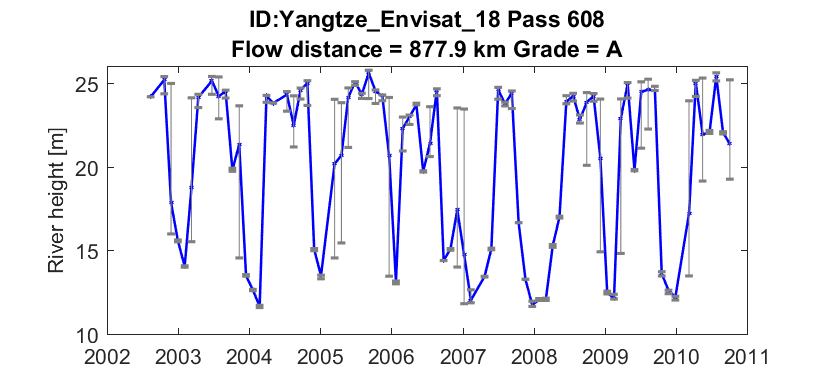 ID:Yangtze_Envisat_18 Pass 608
Flow distance = 877.9 km Grade = A
River height [m]
25
20
15
10
2002 2003 2004 2005 2006 2007 2008 2009 2010 2011